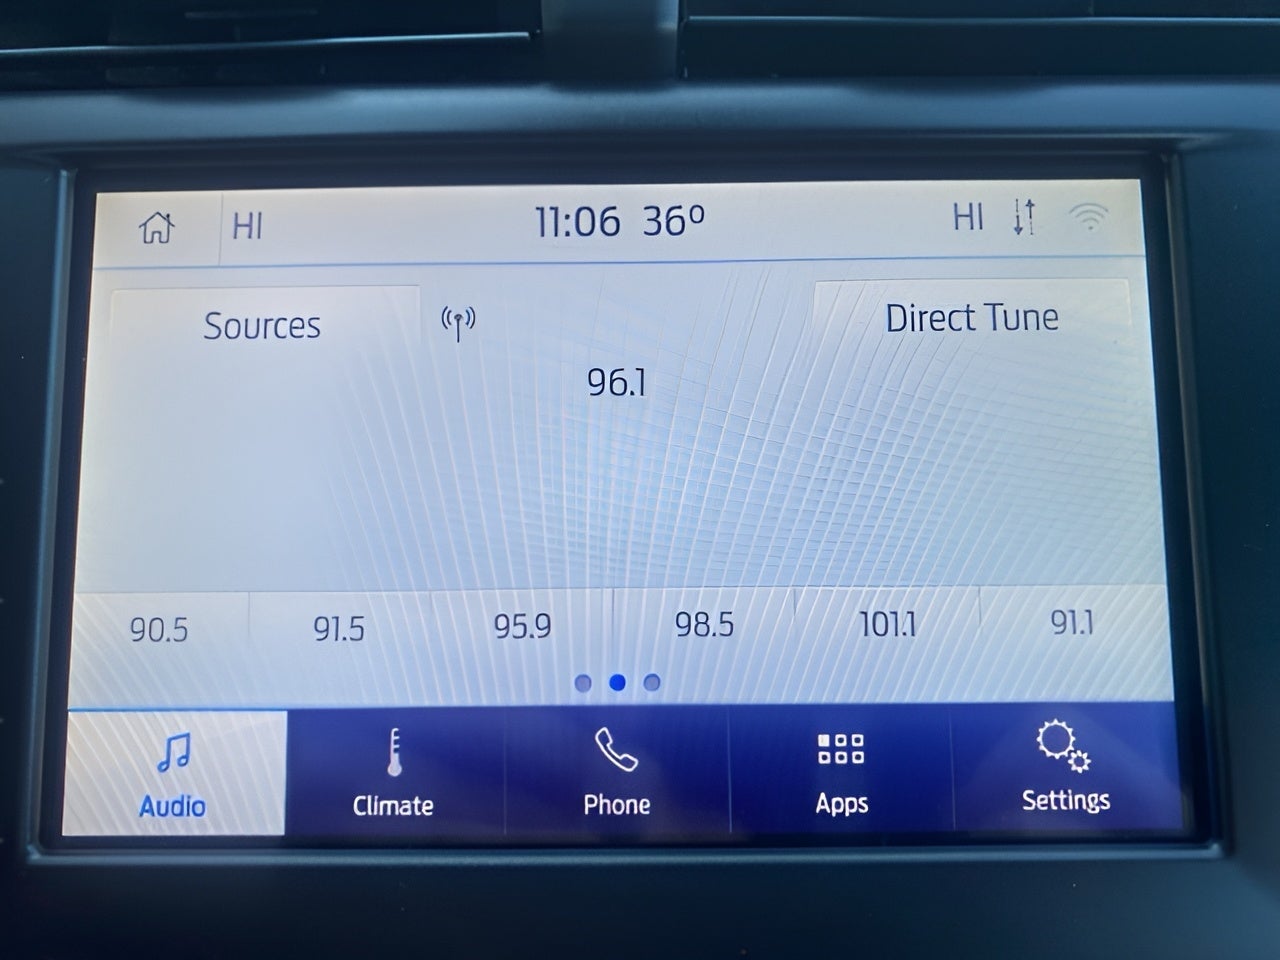 HI 11:06 36º HI
Sources Direct Tune
96.1
90.5 91.5 95.9 98.5 101.1 91.1
Audio Climate Phone Apps Settings